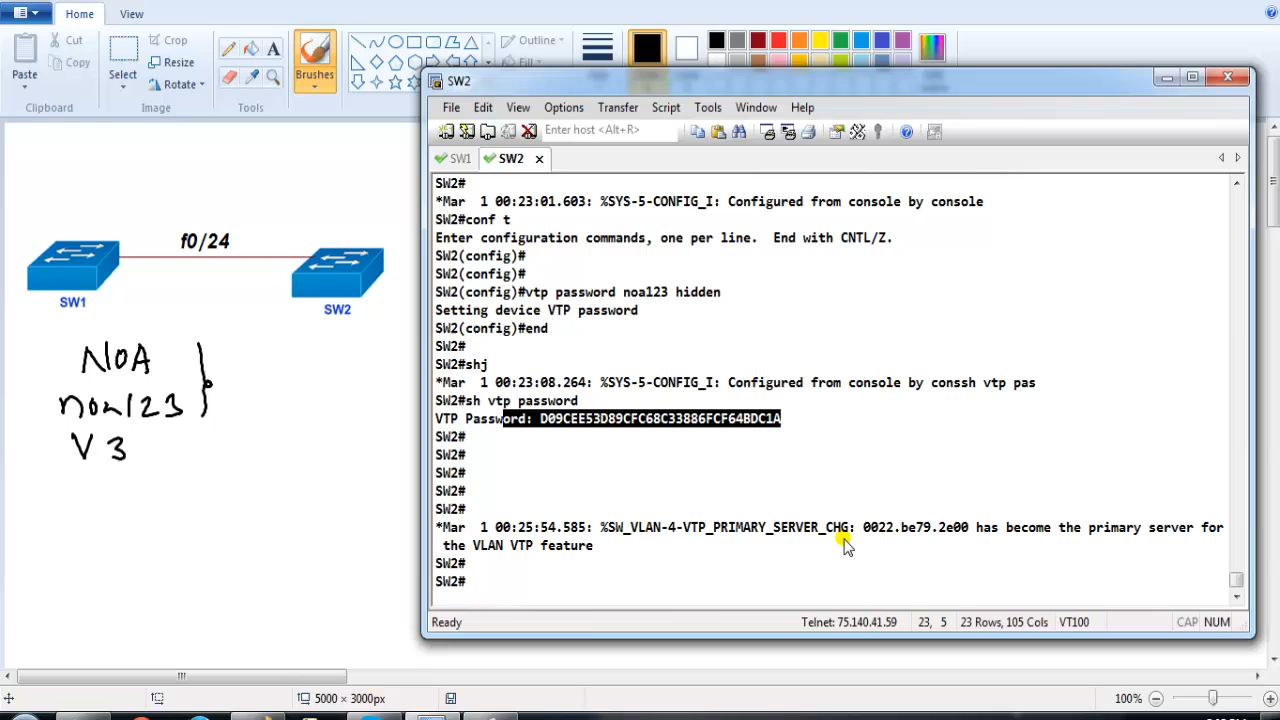 Home
View
Paste
Cut
Copy
Clipboard
Select
Crop
Resize
Rotate
Image
Tools
Brushes
Outline
Fill
f0/24
SW1
SW2
NOA
noa123
V 3
SW2
File Edit View Options Transfer Script Tools Window Help
Enter host <Alt+R>
SW1 SW2
SW2#
*Mar  1 00:23:01.603: %SYS-5-CONFIG_I: Configured from console by console
SW2#conf t
Enter configuration commands, one per line.  End with CNTL/Z.
SW2(config)#
SW2(config)#
SW2(config)#vtp password noa123 hidden
Setting device VTP password
SW2(config)#end
SW2#
SW2#shj
*Mar  1 00:23:08.264: %SYS-5-CONFIG_I: Configured from console by conssh vtp pas
SW2#sh vtp password
VTP Password: D09CEE53D89CFC68C33886FCF64BDC1A
SW2#
SW2#
SW2#
SW2#
SW2#
*Mar  1 00:25:54.585: %SW_VLAN-4-VTP_PRIMARY_SERVER_CHG: 0022.be79.2e00 has become the primary server for
the VLAN VTP feature
SW2#
SW2#
Ready
Telnet: 75.140.41.59
23, 5
23 Rows, 105 Cols
VT100
CAP NUM
5000 × 3000px
100%